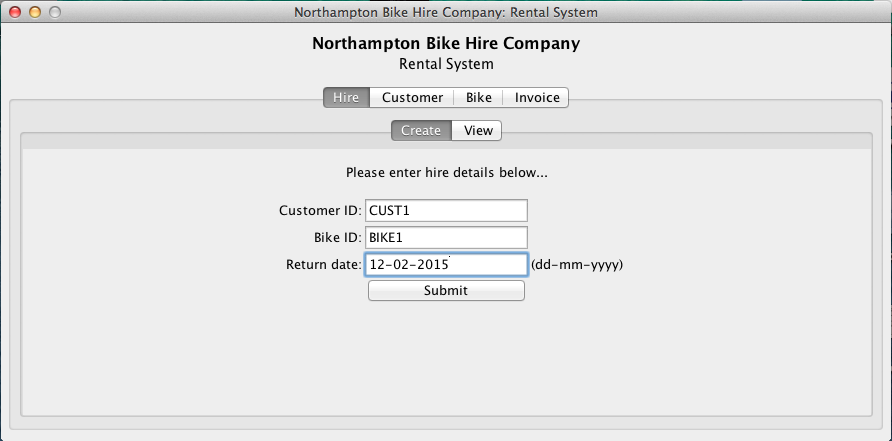 Northampton Bike Hire Company: Rental System
Northampton Bike Hire Company
Rental System
Hire Customer Bike Invoice
Create View
Please enter hire details below...
Customer ID: CUST1
Bike ID: BIKE1
Return date: 12-02-2015 (dd-mm-yyyy)
Submit